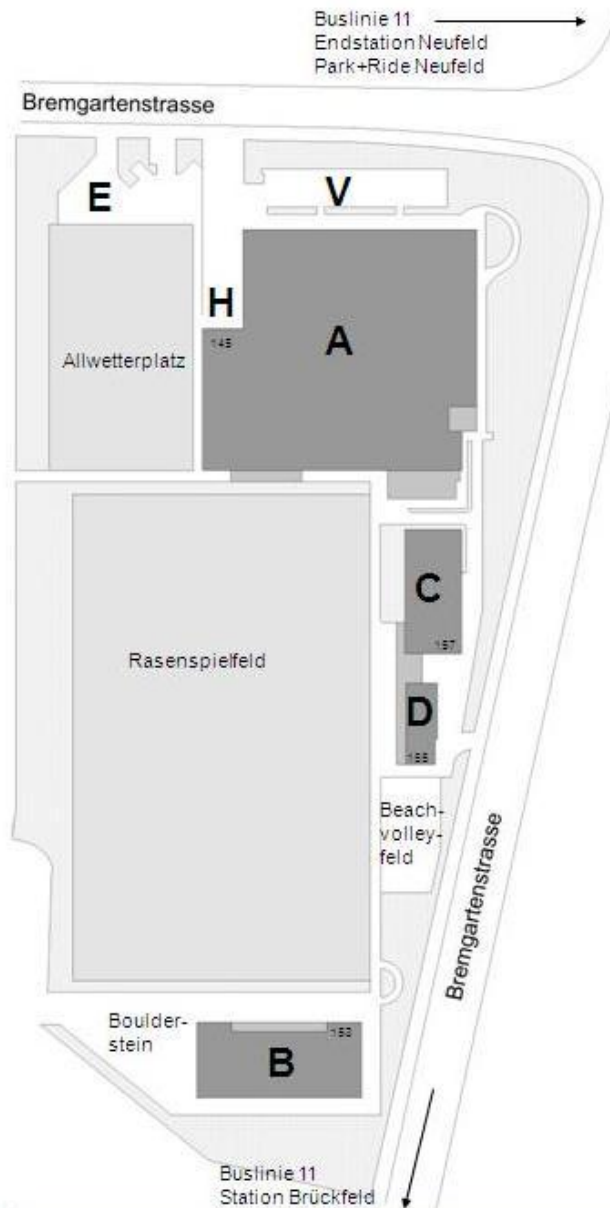 Buslinie 11
Endstation Neufeld
Park+Ride Neufeld
Bremgartenstrasse
E
V
H
A
145
Allwetterplatz
C
Rasenspielfeld
D
Beach-
volley-
feld
Bremgartenstrasse
Boulder-
stein
B
Buslinie 11
Station Brückfeld